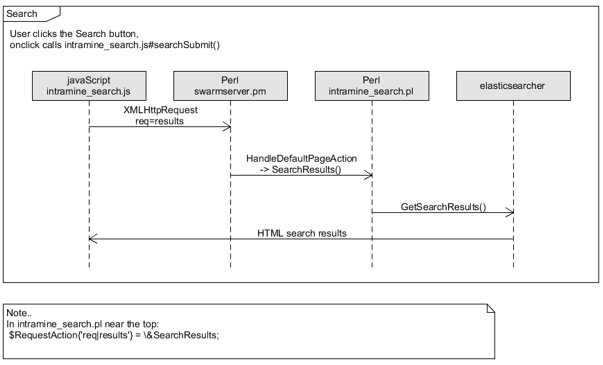 Search
User clicks the Search button,
onclick calls intramine_search.js#searchSubmit()
javaScript
intramine_search.js
Perl
swarmserver.pm
Perl
intramine_search.pl
elasticsearcher
XMLHttpRequest
req=results
HandleDefaultPageAction
-> SearchResults()
GetSearchResults()
HTML search results
Note..
In intramine_search.pl near the top:
$RequestAction{'req|results'} = \&SearchResults;